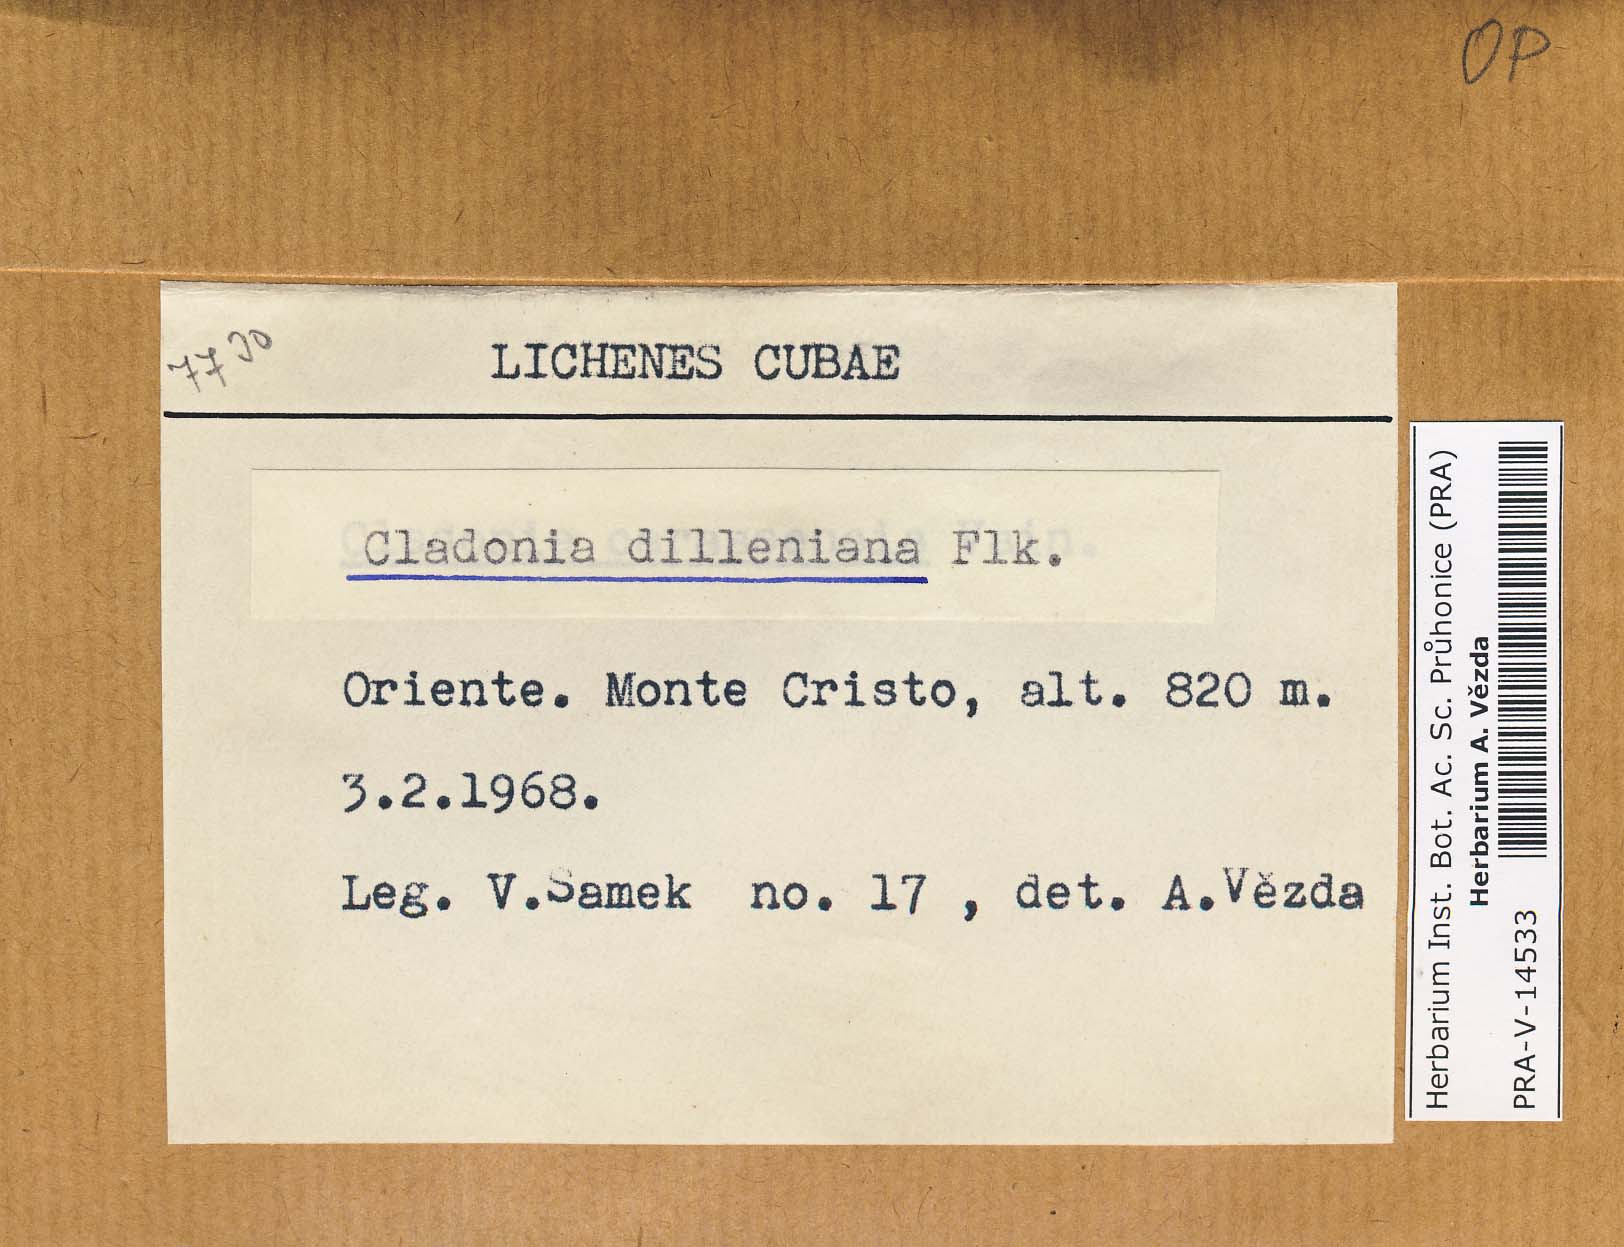 OP
7730
LICHENES CUBAE
Cladonia dilleniana Flk.
Oriente. Monte Cristo, alt. 820 m.
3.2.1968.
Leg. V.Samek no. 17 , det. A.Vězda
Herbarium Inst. Bot. Ac. Sc. Průhonice (PRA)
Herbarium A. Vězda
PRA-V-14533